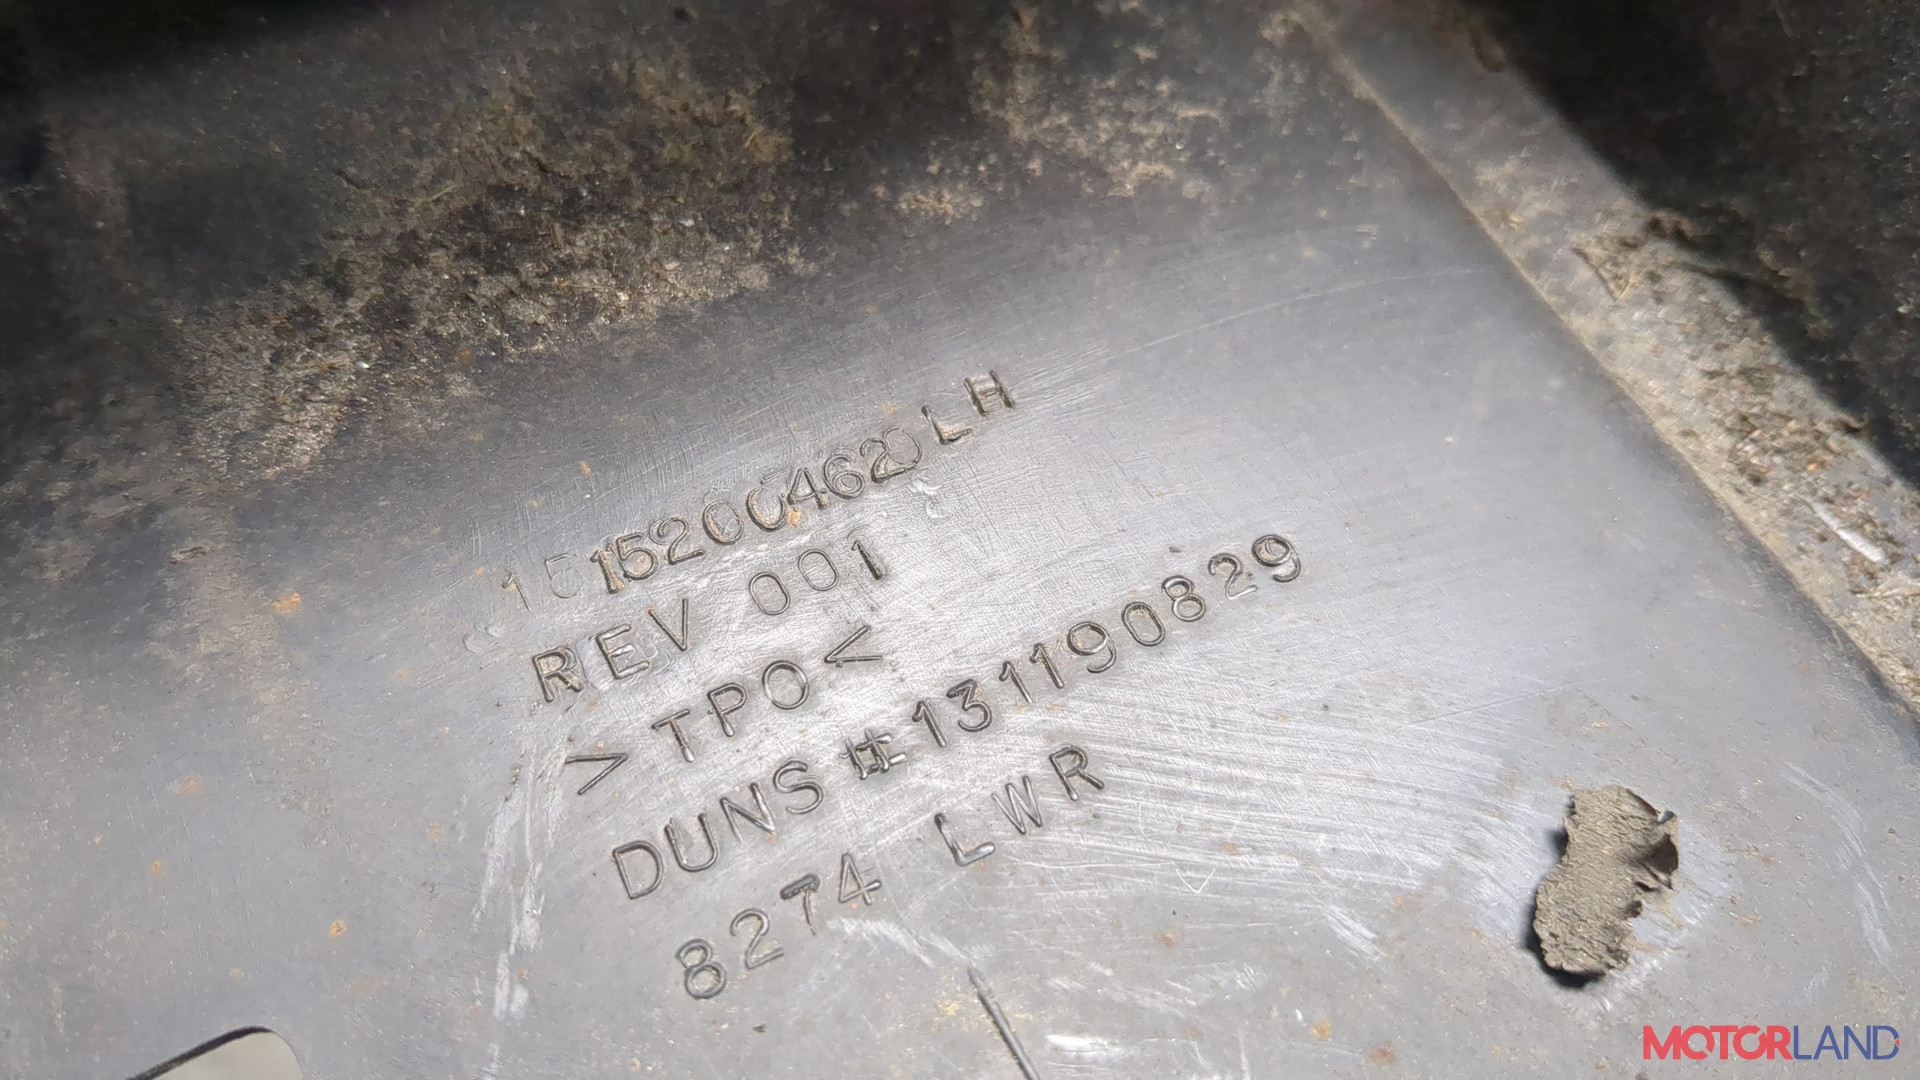 15152004620LH
REV 001
>TPO<
DUNS #131190829
8274 LWR
MOTORLAND